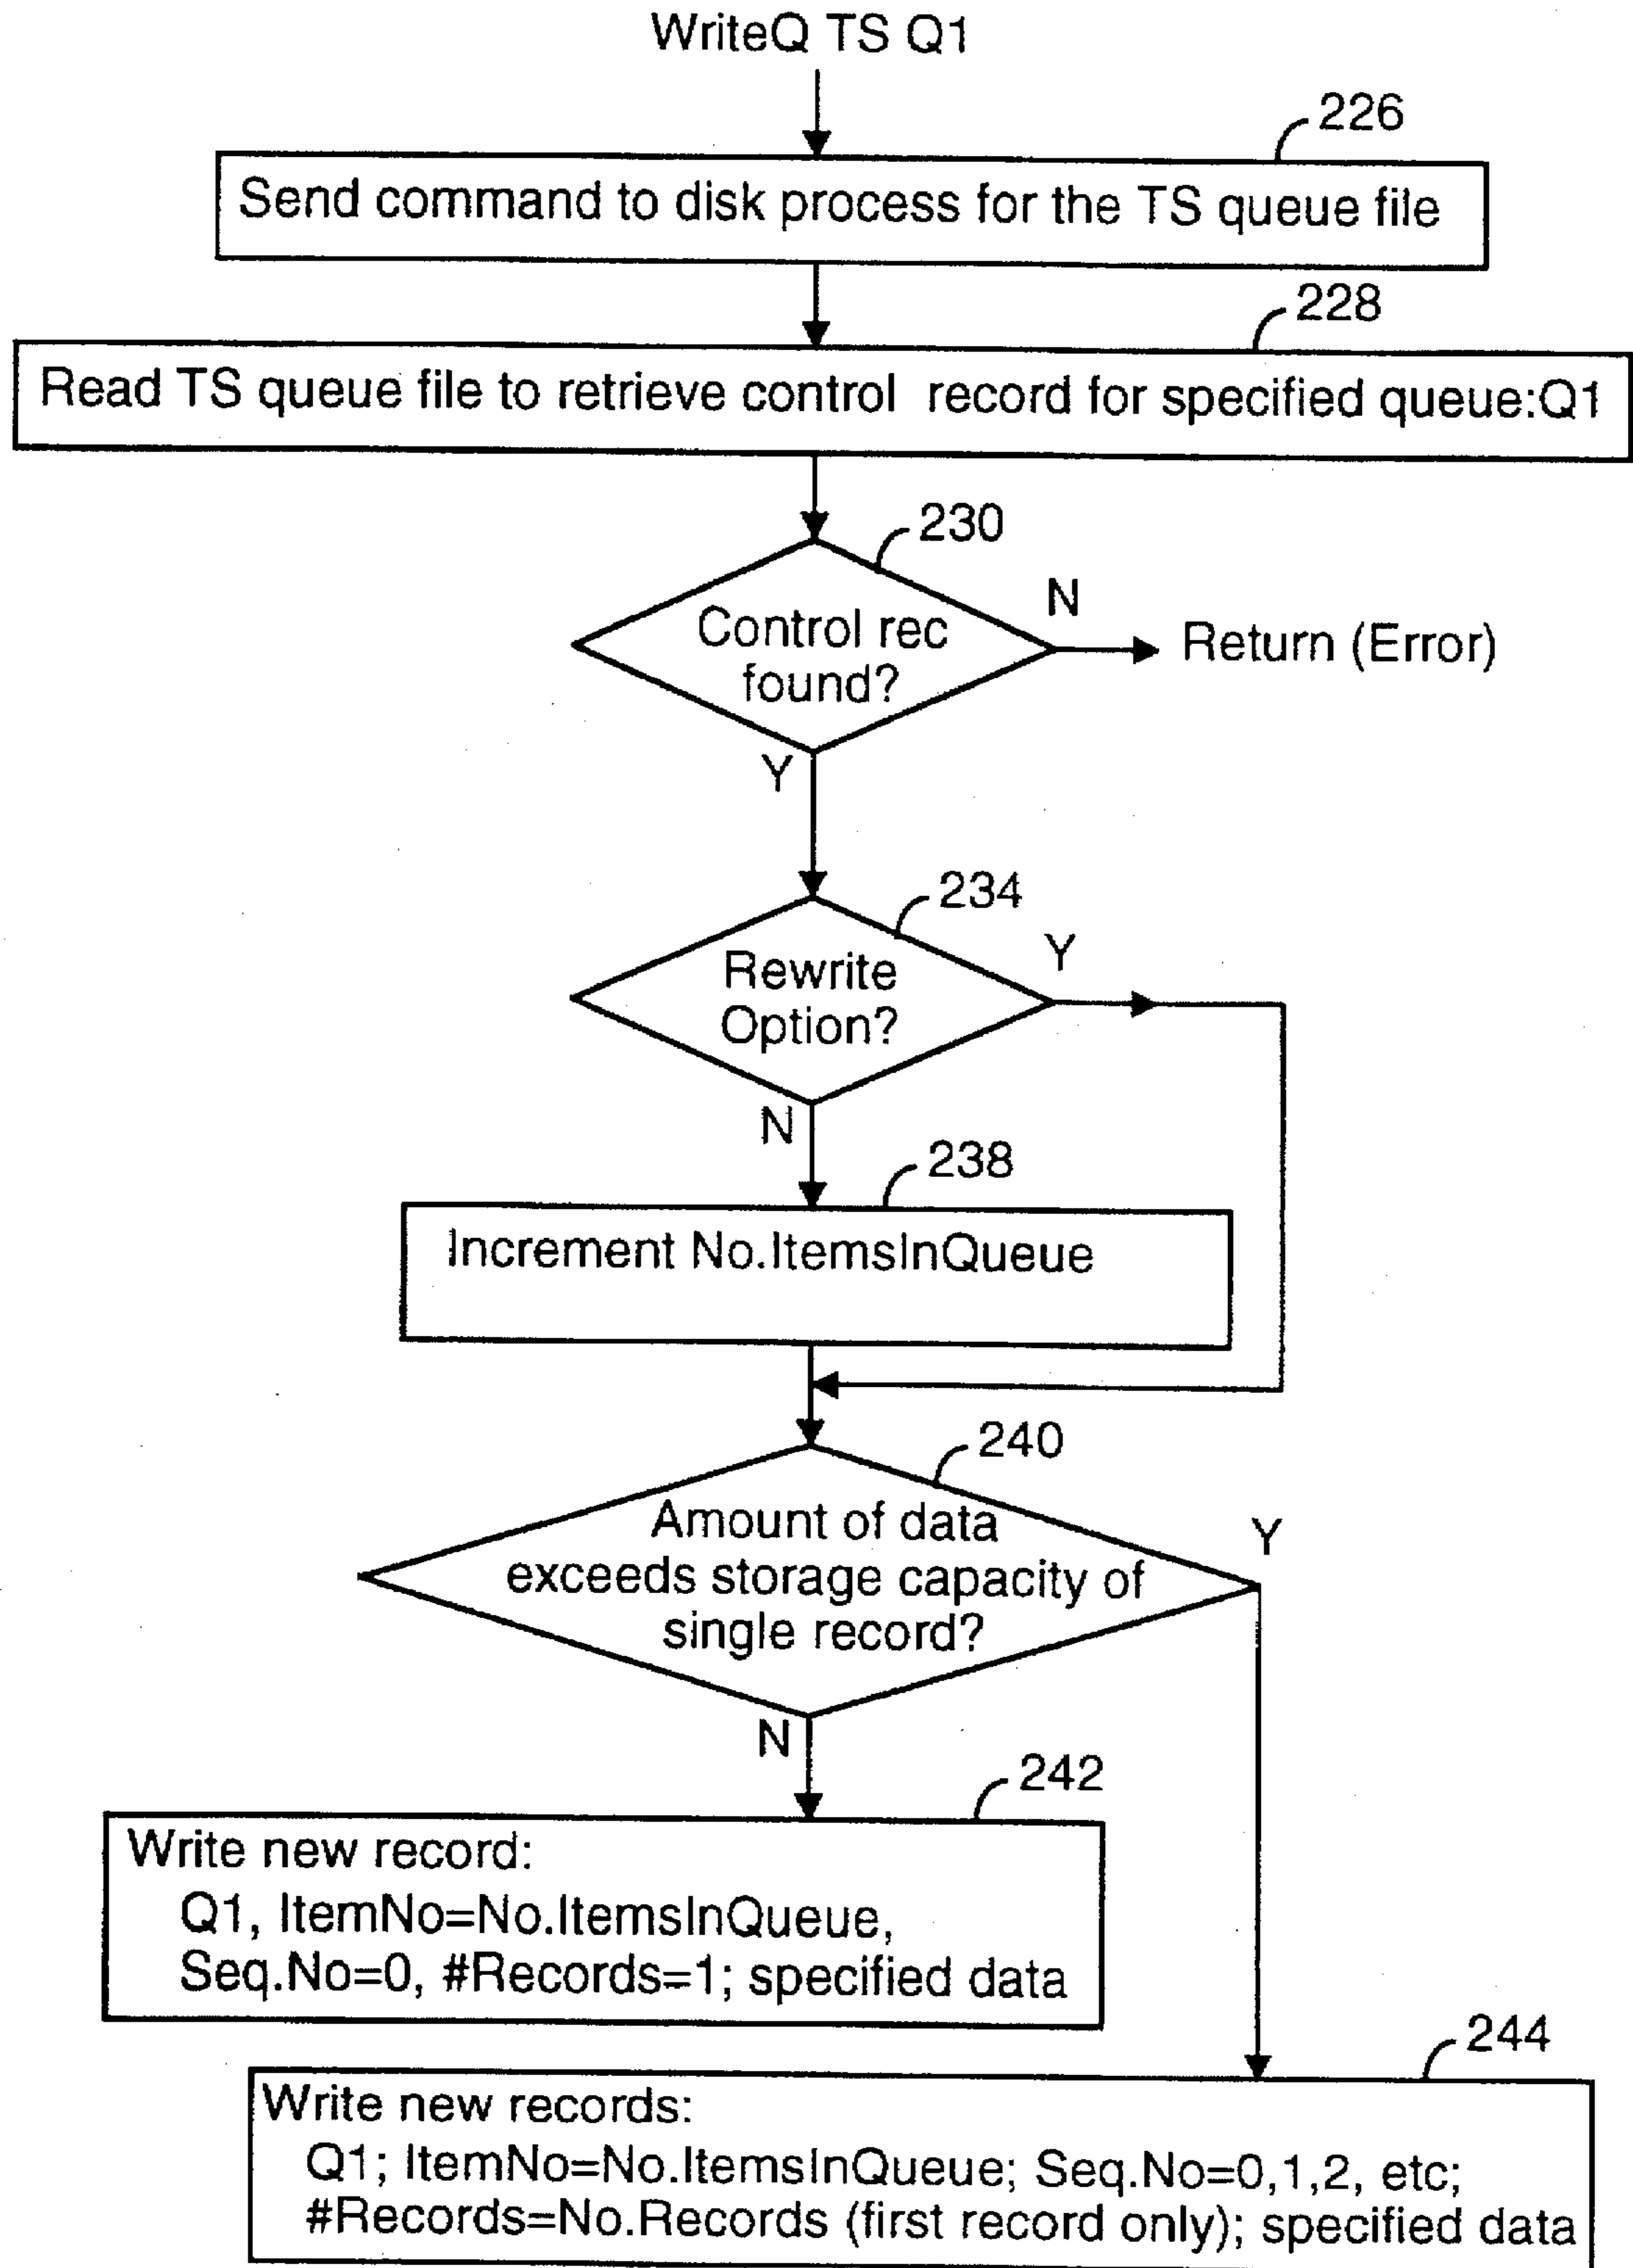 WriteQ TS Q1
226
Send command to disk process for the TS queue file
228
Read TS queue file to retrieve control record for specified queue:Q1
230
N
Control rec
found?
Return (Error)
Y
234
Y
Rewrite
Option?
N
238
Increment No.ItemsInQueue
240
Amount of data
exceeds storage capacity of
single record?
Y
N
242
Write new record:
Q1, ItemNo=No.ItemsInQueue,
Seq.No=0, #Records=1; specified data
244
Write new records:
Q1; ItemNo=No.ItemsInQueue; Seq.No=0,1,2, etc;
#Records=No.Records (first record only); specified data